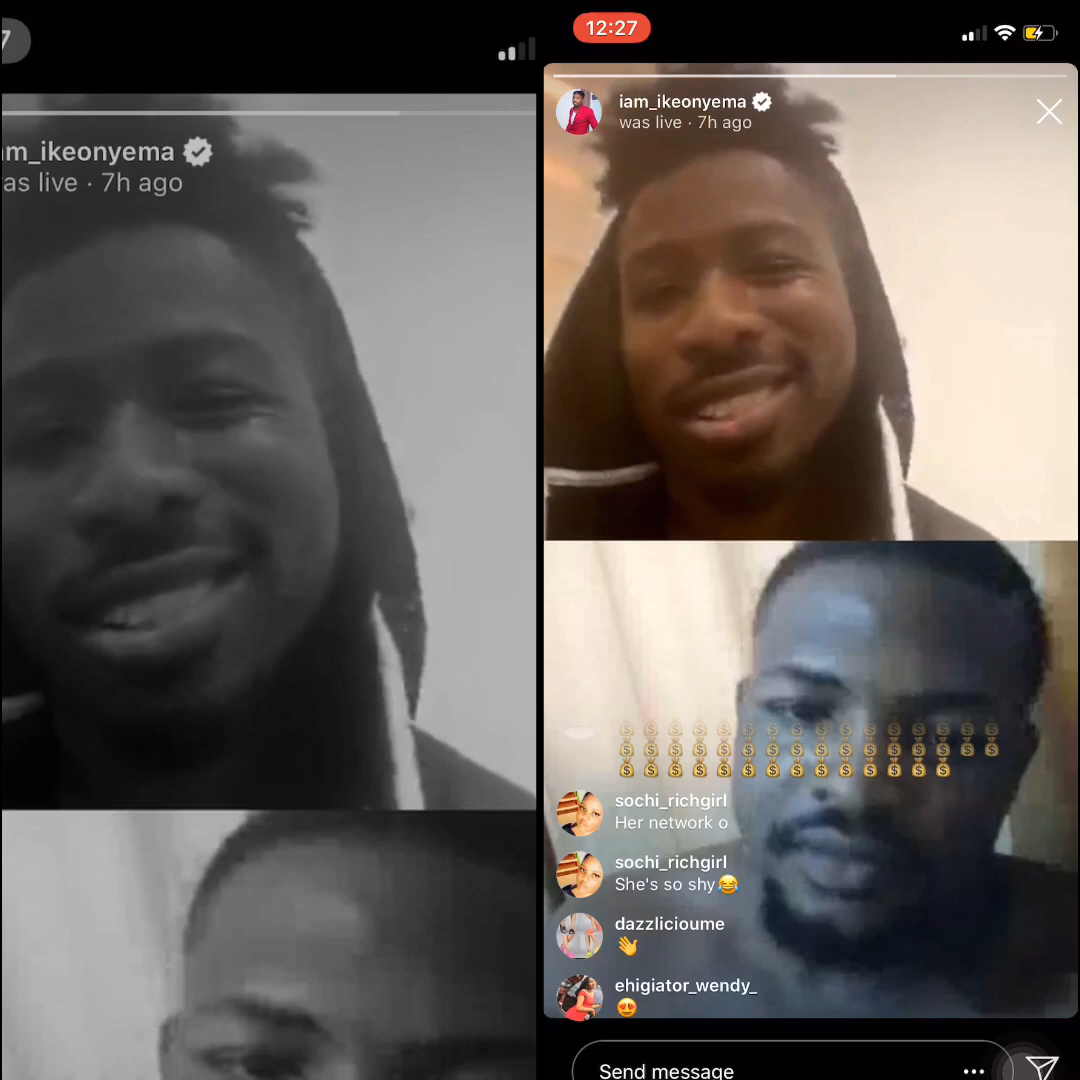 7
m_ikeonyema
as live · 7h ago
12:27
iam_ikeonyema
was live · 7h ago
sochi_richgirl
Her network o
sochi_richgirl
She's so shy😂
dazzlicioume
👋
ehigiator_wendy_
😍
Send message